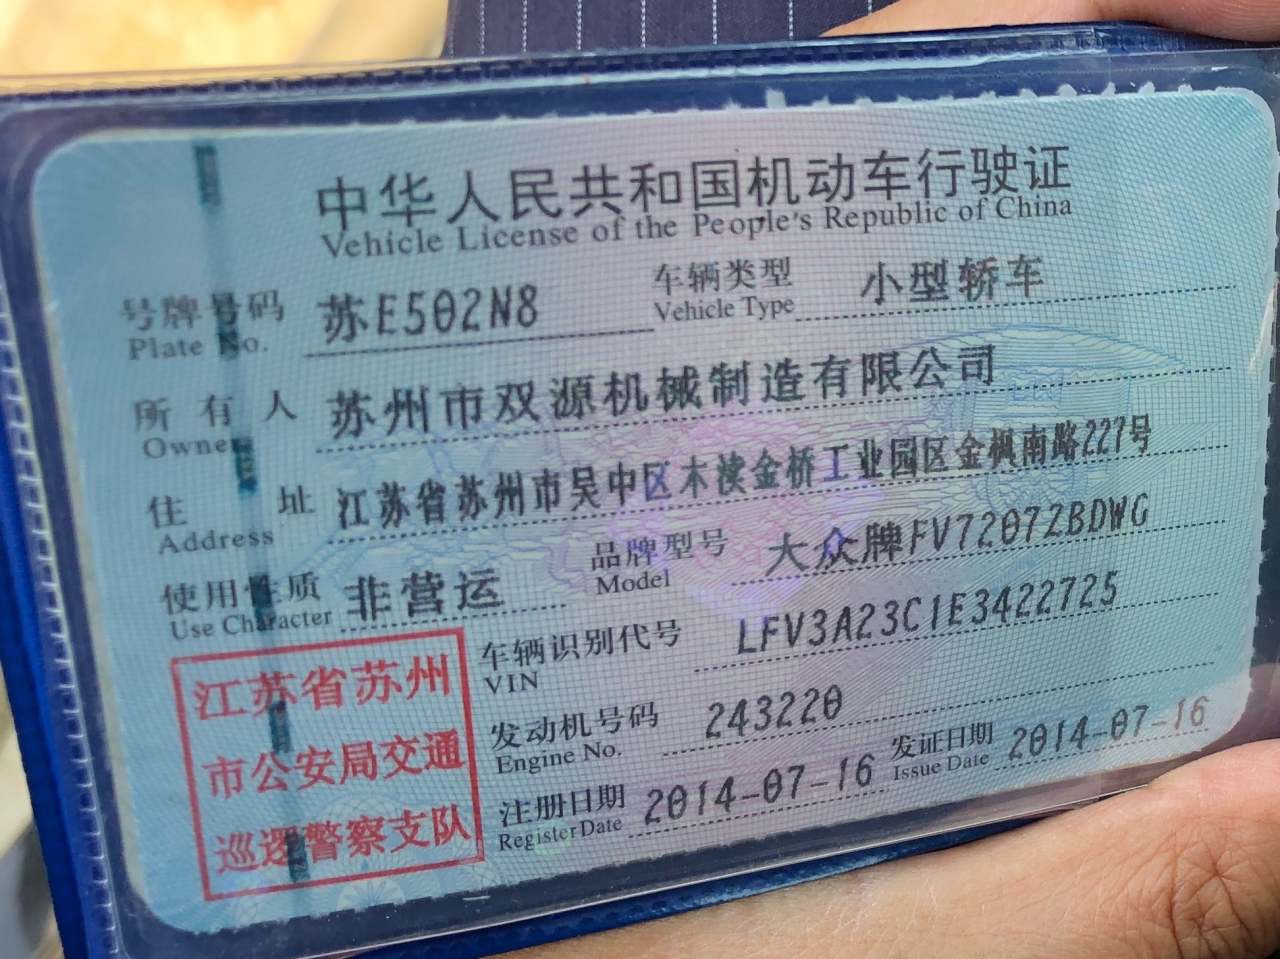 中华人民共和国机动车行驶证
Vehicle License of the People's Republic of China
号牌号码 苏E502N8 车辆类型 小型轿车
Plate No. Vehicle Type
所有人 苏州市双源机械制造有限公司
Owner
住址 江苏省苏州市吴中区木渎金桥工业园区金枫南路227号
Address
使用性质 非营运 品牌型号 大众牌FV72072BDWG
Use Character Model
车辆识别代号 LFV3A23C1E3422725
VIN
发动机号码 243220
Engine No.
注册日期 2014-07-16 发证日期 2014-07-16
Register Date Issue Date
江苏省苏州
市公安局交通
巡逻警察支队